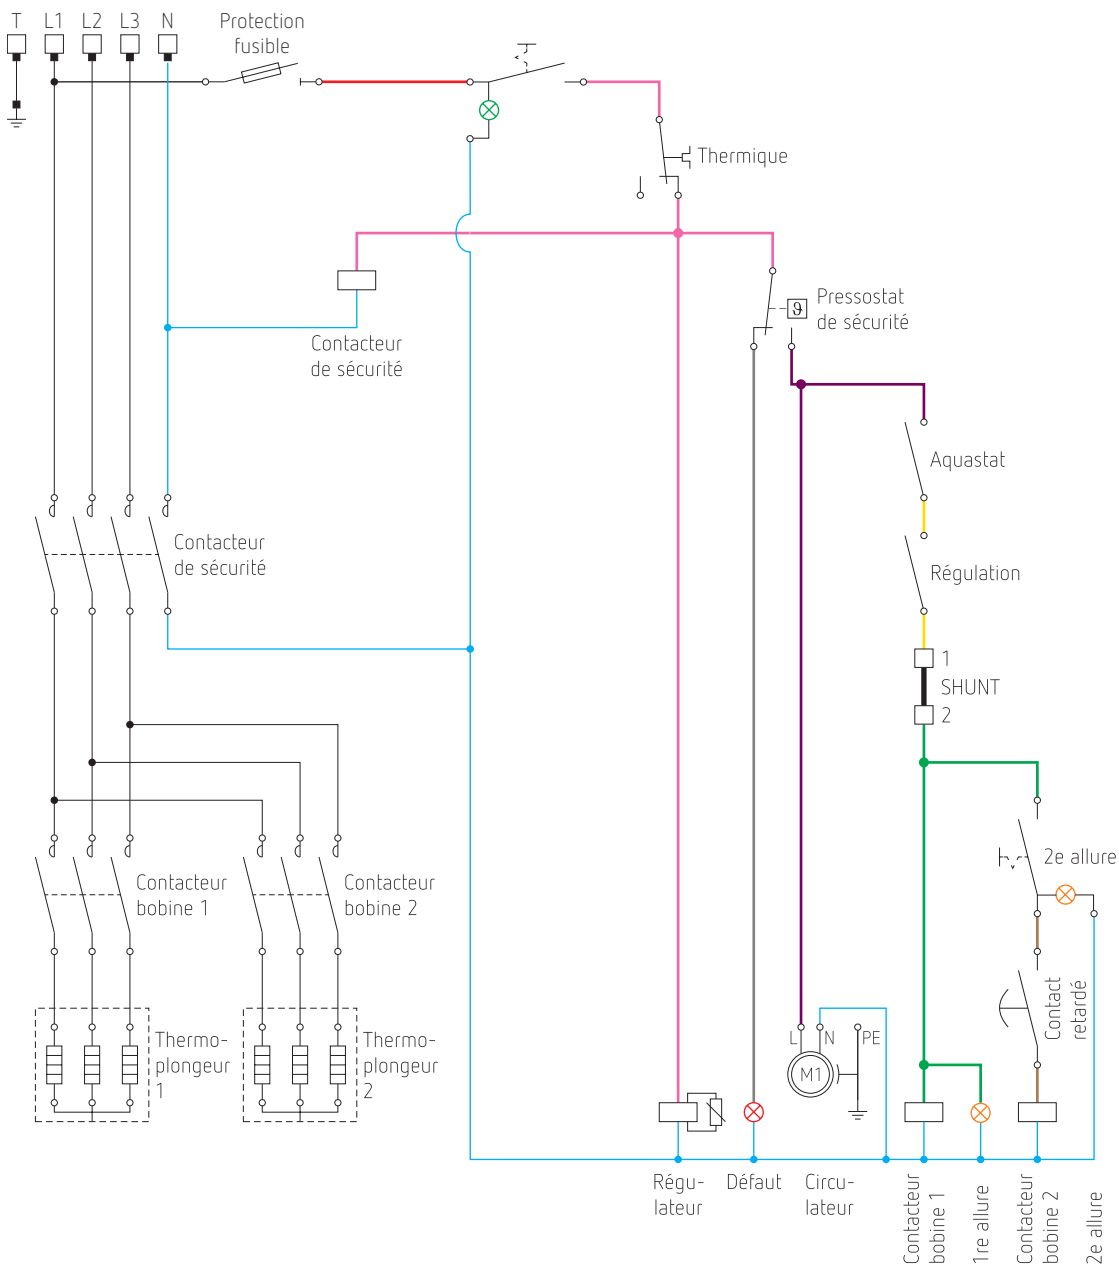 T
L1
L2
L3
N
Protection
fusible
Thermique
Pressostat
de sécurité
ϑ
Contacteur
de sécurité
Aquastat
Contacteur
de sécurité
Régulation
1
SHUNT
2
2e allure
Contacteur
bobine 1
Contacteur
bobine 2
Contact
retardé
Thermo-
plongeur
1
Thermo-
plongeur
2
L
N
PE
M1
Régu-
lateur
Défaut
Circu-
lateur
Contacteur
bobine 1
1re allure
Contacteur
bobine 2
2e allure